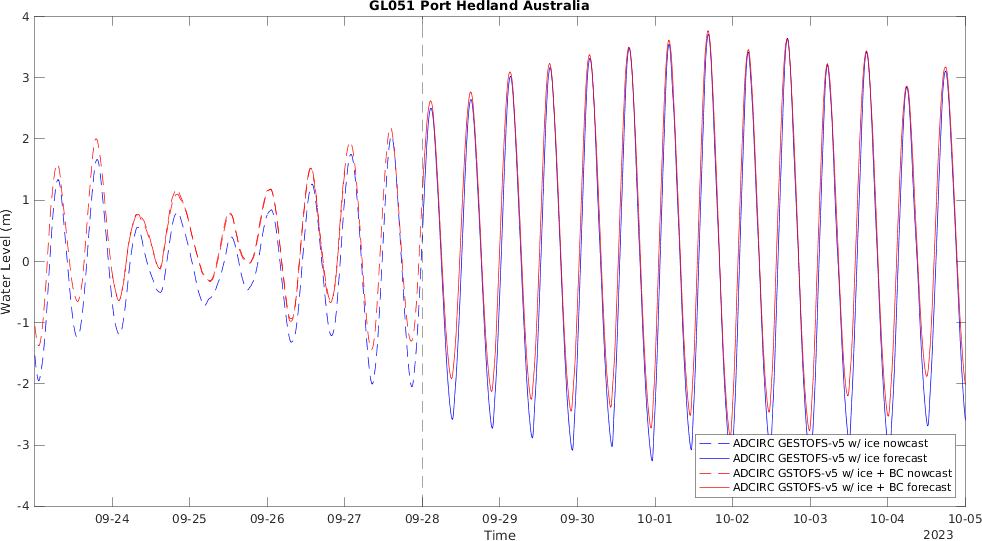 GL051 Port Hedland Australia
4
3
2
1
0
-1
-2
-3
-4
Water Level (m)
ADCIRC GESTOFS-v5 w/ ice nowcast
ADCIRC GESTOFS-v5 w/ ice forecast
ADCIRC GSTOFS-v5 w/ ice + BC nowcast
ADCIRC GSTOFS-v5 w/ ice + BC forecast
09-24 09-25 09-26 09-27 09-28 09-29 09-30 10-01 10-02 10-03 10-04 10-05
Time
2023